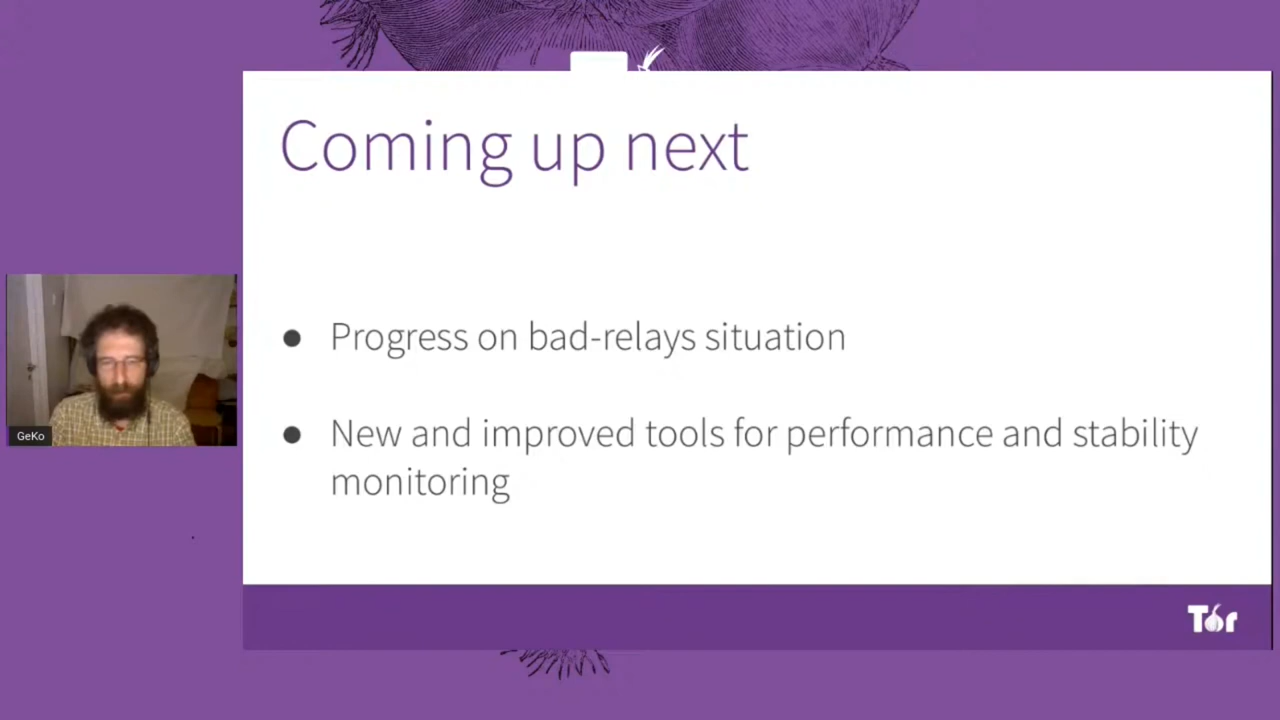 Coming up next
● Progress on bad-relays situation
● New and improved tools for performance and stability
monitoring
GeKo
Tor